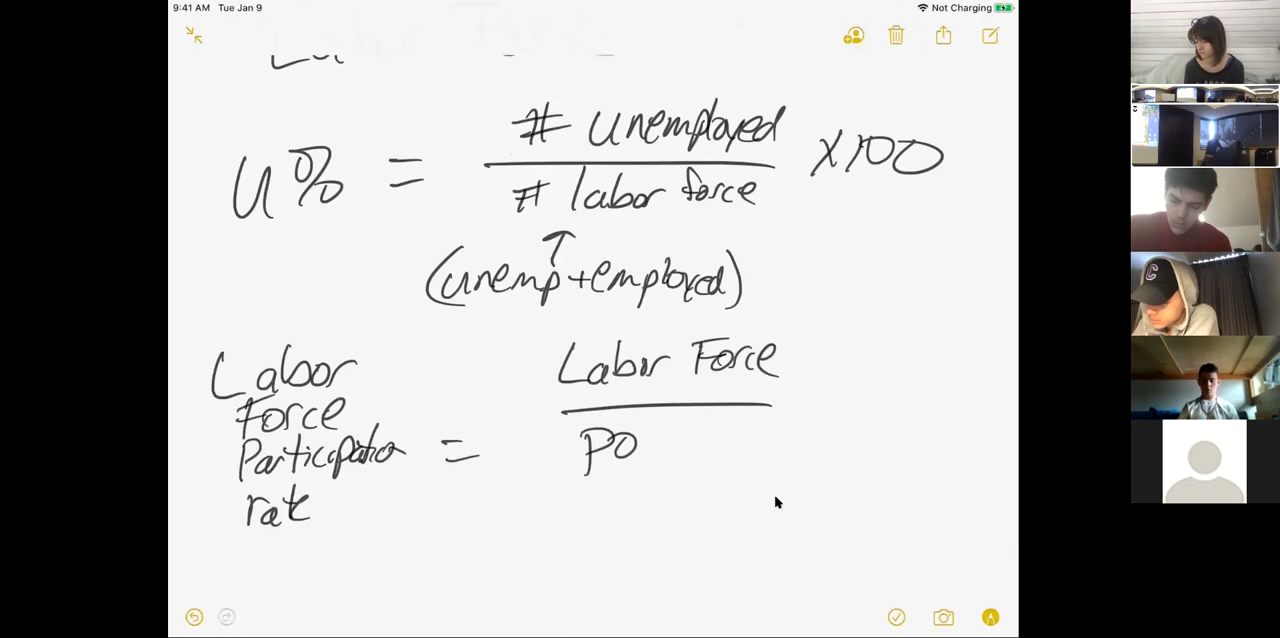 9:41 AM Tue Jan 9
Not Charging
# unemployed
U% = x100
# labor force
(unemp+employed)
Labor Force
Labor
Force
Participation = PO
rate
C